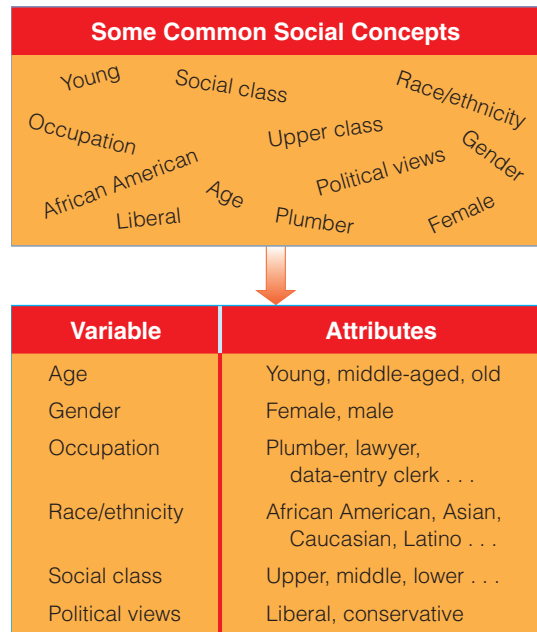 Some Common Social Concepts
Young
Social class
Race/ethnicity
Occupation
Upper class
Gender
African American
Age
Political views
Liberal
Plumber
Female
Variable Attributes
Age Young, middle-aged, old
Gender Female, male
Occupation Plumber, lawyer,
data-entry clerk . . .
Race/ethnicity African American, Asian,
Caucasian, Latino . . .
Social class Upper, middle, lower . . .
Political views Liberal, conservative